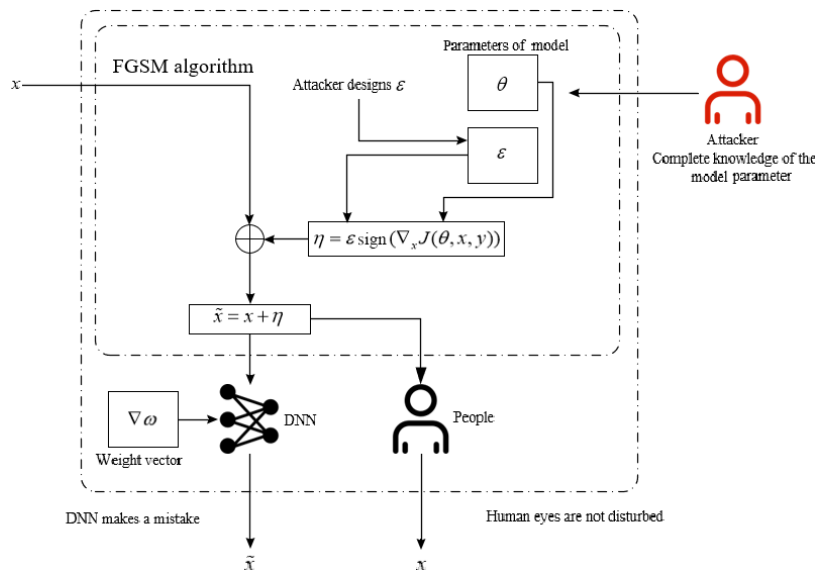 Parameters of model
x
FGSM algorithm
θ
Attacker designs ε
Attacker
Complete knowledge of the
model parameter
ε
η = ε sign (∇ₓJ(θ, x, y))
x̃ = x + η
∇ω
DNN
People
Weight vector
DNN makes a mistake
Human eyes are not disturbed
x̃
x